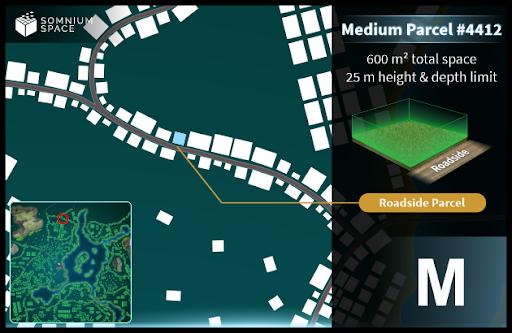 SOMNIUM
SPACE
Medium Parcel #4412
600 m² total space
25 m height & depth limit
Roadside
Roadside Parcel
M